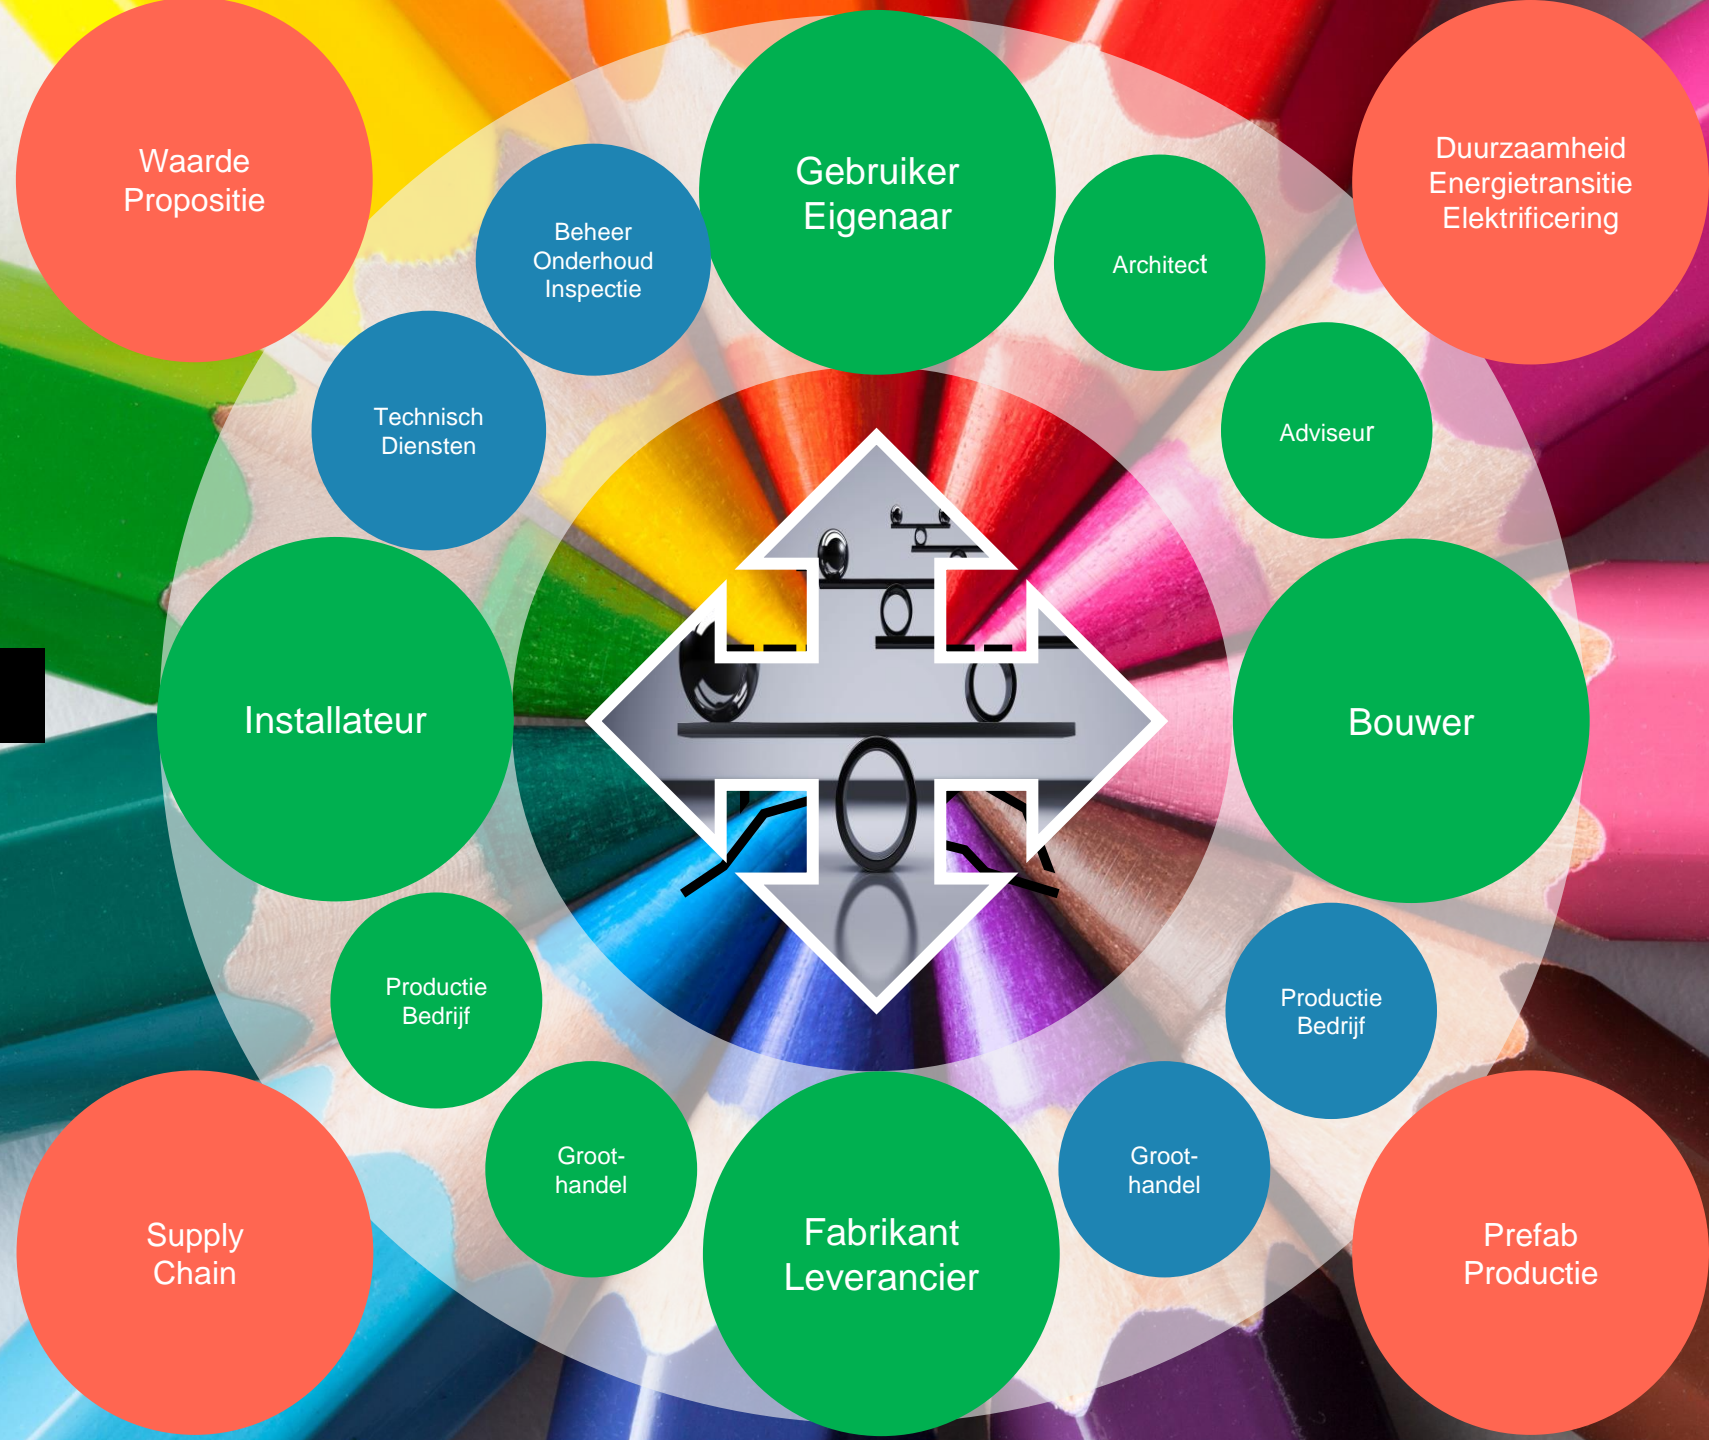 Waarde
Propositie
Gebruiker
Eigenaar
Duurzaamheid
Energietransitie
Elektrificering
Beheer
Onderhoud
Inspectie
Architect
Technisch
Diensten
Adviseur
Installateur
Bouwer
Productie
Bedrijf
Productie
Bedrijf
Groot-
handel
Groot-
handel
Supply
Chain
Fabrikant
Leverancier
Prefab
Productie